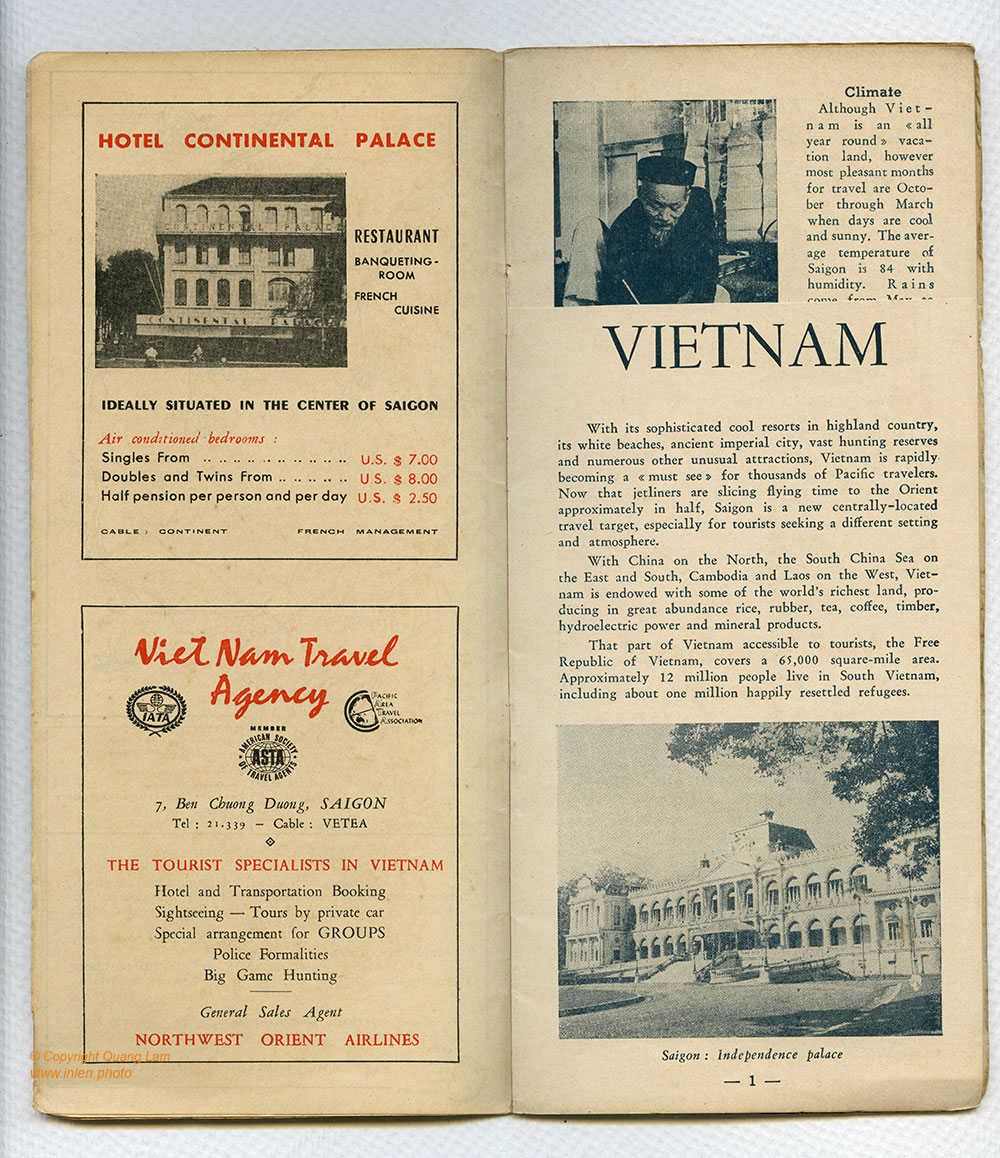 HOTEL CONTINENTAL PALACE
CONTINENTAL PALACE
CONTINENTAL PALACE
RESTAURANT
BANQUETING-
ROOM
FRENCH
CUISINE
IDEALLY SITUATED IN THE CENTER OF SAIGON
Air conditioned bedrooms :
Singles From .. .. .. .. .. .. .. .. .. .. U.S. $ 7.00
Doubles and Twins From .. .. .. .. .. U.S. $ 8.00
Half pension per person and per day U.S. $ 2.50
CABLE : CONTINENT FRENCH MANAGEMENT
Viet Nam Travel
Agency
IATA
PACIFIC
AREA
TRAVEL
ASSOCIATION
MEMBER
AMERICAN SOCIETY
ASTA
OF TRAVEL AGENTS
7, Ben Chuong Duong, SAIGON
Tel : 21.339 — Cable : VETEA
THE TOURIST SPECIALISTS IN VIETNAM
Hotel and Transportation Booking
Sightseeing — Tours by private car
Special arrangement for GROUPS
Police Formalities
Big Game Hunting
General Sales Agent
NORTHWEST ORIENT AIRLINES
© Copyright Quang Lam
www.inlen.photo
Climate
Although Viet-
nam is an «all
year round» vaca-
tion land, however
most pleasant months
for travel are Octo-
ber through March
when days are cool
and sunny. The aver-
age temperature of
Saigon is 84 with
humidity. Rains
come from May to
VIETNAM
With its sophisticated cool resorts in highland country,
its white beaches, ancient imperial city, vast hunting reserves
and numerous other unusual attractions, Vietnam is rapidly
becoming a « must see » for thousands of Pacific travelers.
Now that jetliners are slicing flying time to the Orient
approximately in half, Saigon is a new centrally-located
travel target, especially for tourists seeking a different setting
and atmosphere.
With China on the North, the South China Sea on
the East and South, Cambodia and Laos on the West, Viet-
nam is endowed with some of the world's richest land, pro-
ducing in great abundance rice, rubber, tea, coffee, timber,
hydroelectric power and mineral products.
That part of Vietnam accessible to tourists, the Free
Republic of Vietnam, covers a 65,000 square-mile area.
Approximately 12 million people live in South Vietnam,
including about one million happily resettled refugees.
Saigon : Independence palace
— 1 —